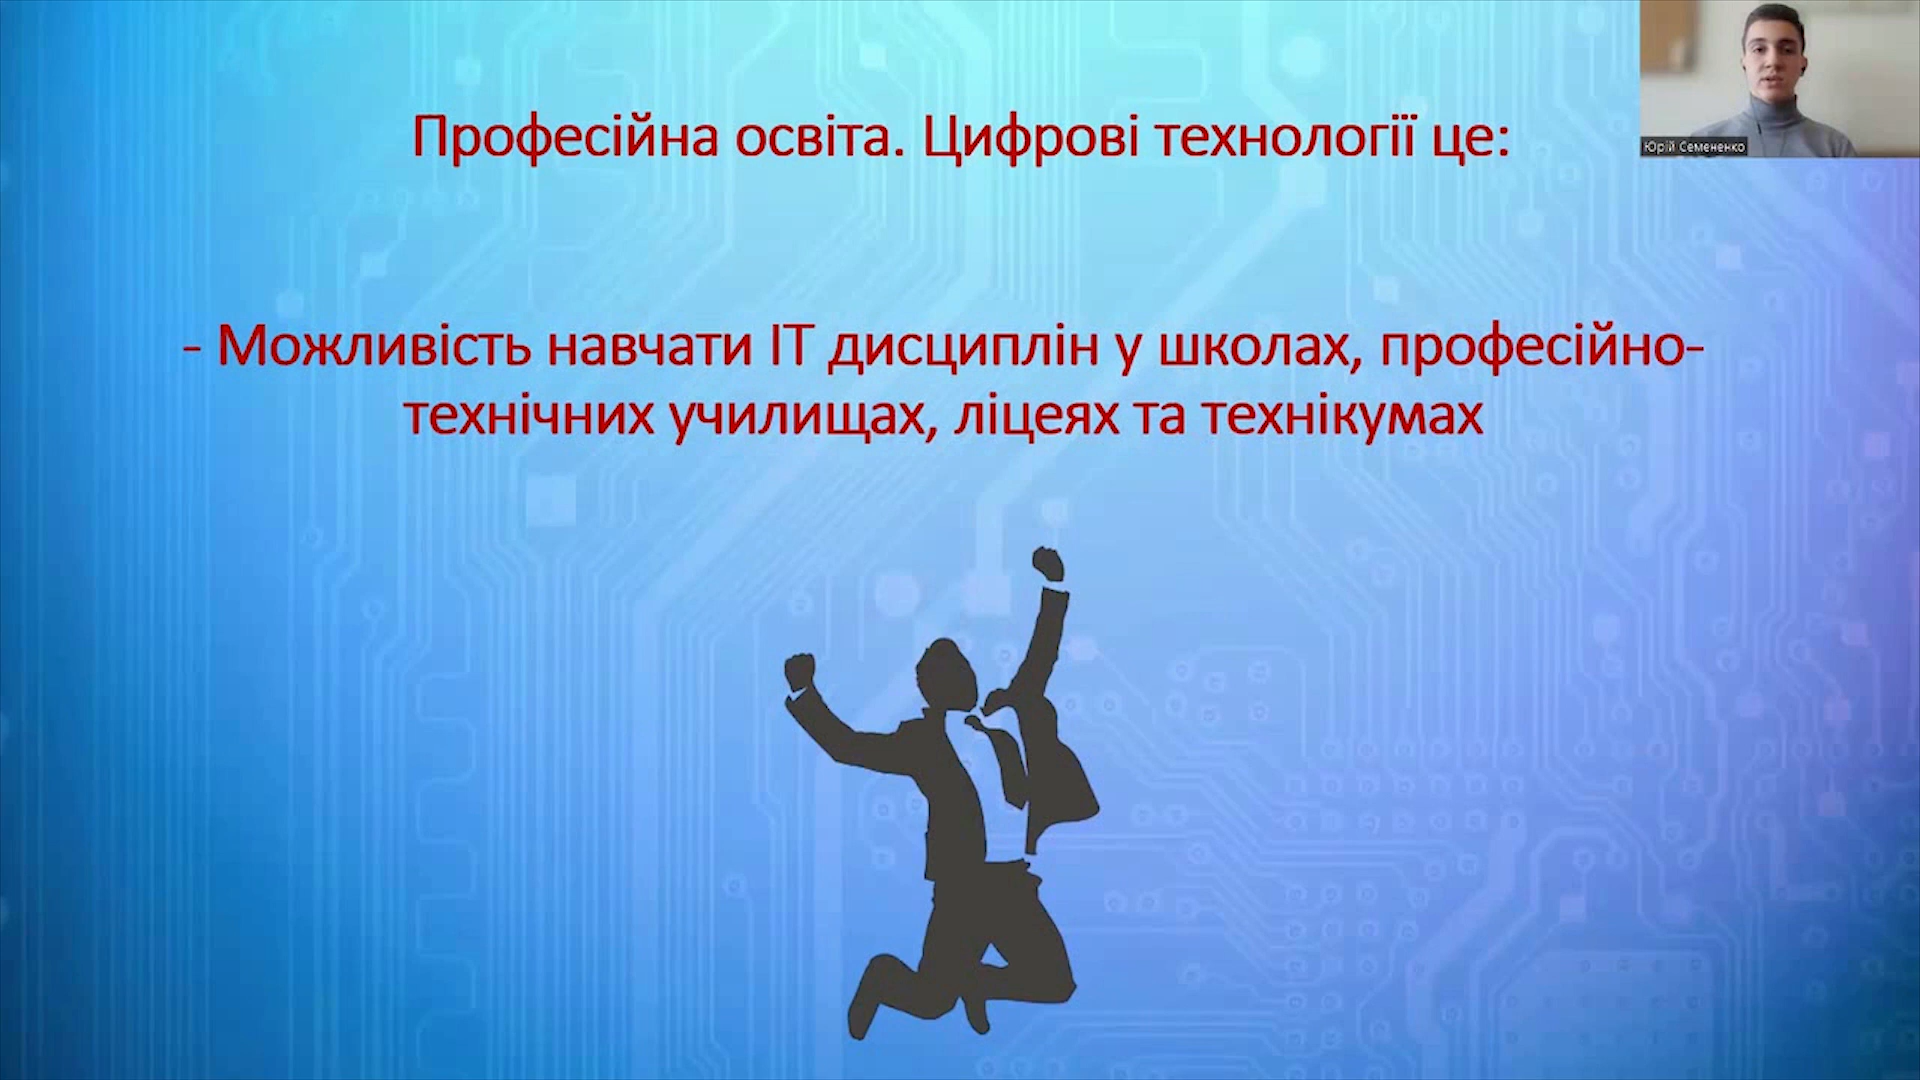 Професійна освіта. Цифрові технології це:
Юрій Семененко
- Можливість навчати ІТ дисциплін у школах, професійно-
технічних училищах, ліцеях та технікумах